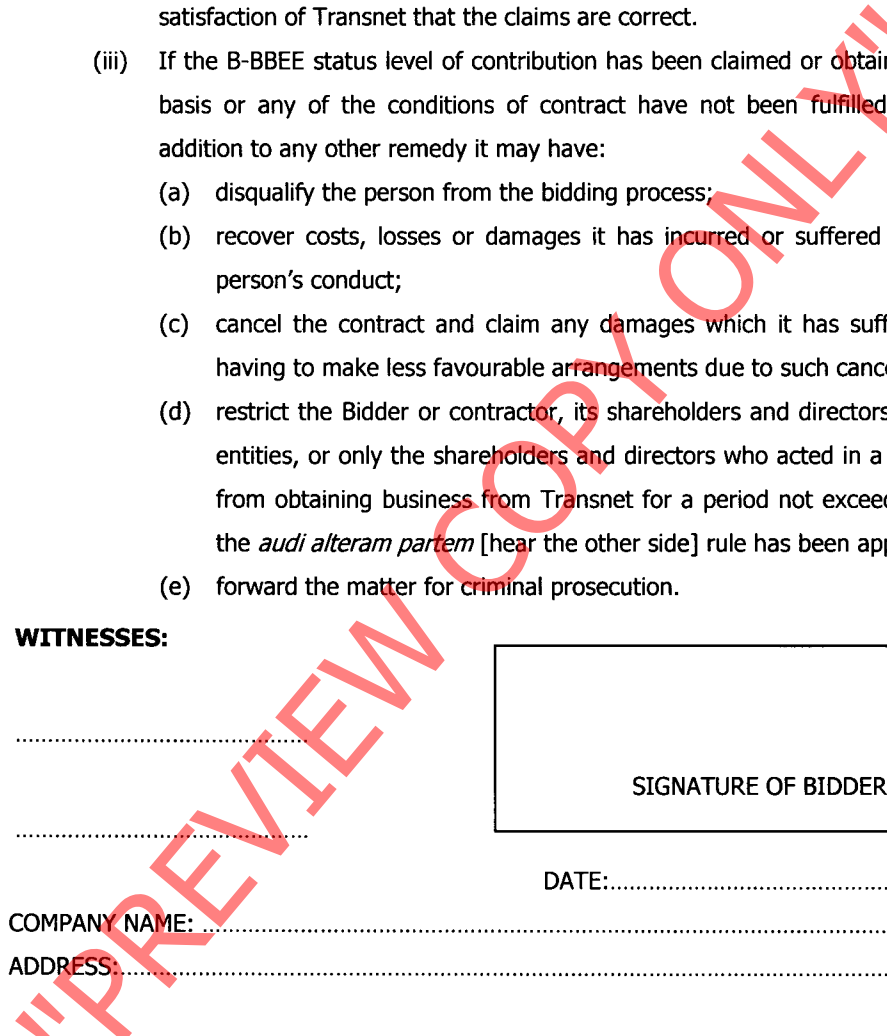 satisfaction of Transnet that the claims are correct.
(iii) If the B-BBEE status level of contribution has been claimed or obtain
basis or any of the conditions of contract have not been fulfilled
addition to any other remedy it may have:
(a) disqualify the person from the bidding process;
(b) recover costs, losses or damages it has incurred or suffered
person's conduct;
(c) cancel the contract and claim any damages which it has suff
having to make less favourable arrangements due to such cance
(d) restrict the Bidder or contractor, its shareholders and directors
entities, or only the shareholders and directors who acted in a
from obtaining business from Transnet for a period not exceed
the audi alteram partem [hear the other side] rule has been app
(e) forward the matter for criminal prosecution.
WITNESSES:
................................................
SIGNATURE OF BIDDER
................................................
DATE:................................................
COMPANY NAME: ................................................................................................
ADDRESS:................................................................................................
"PREVIEW COPY ONLY"